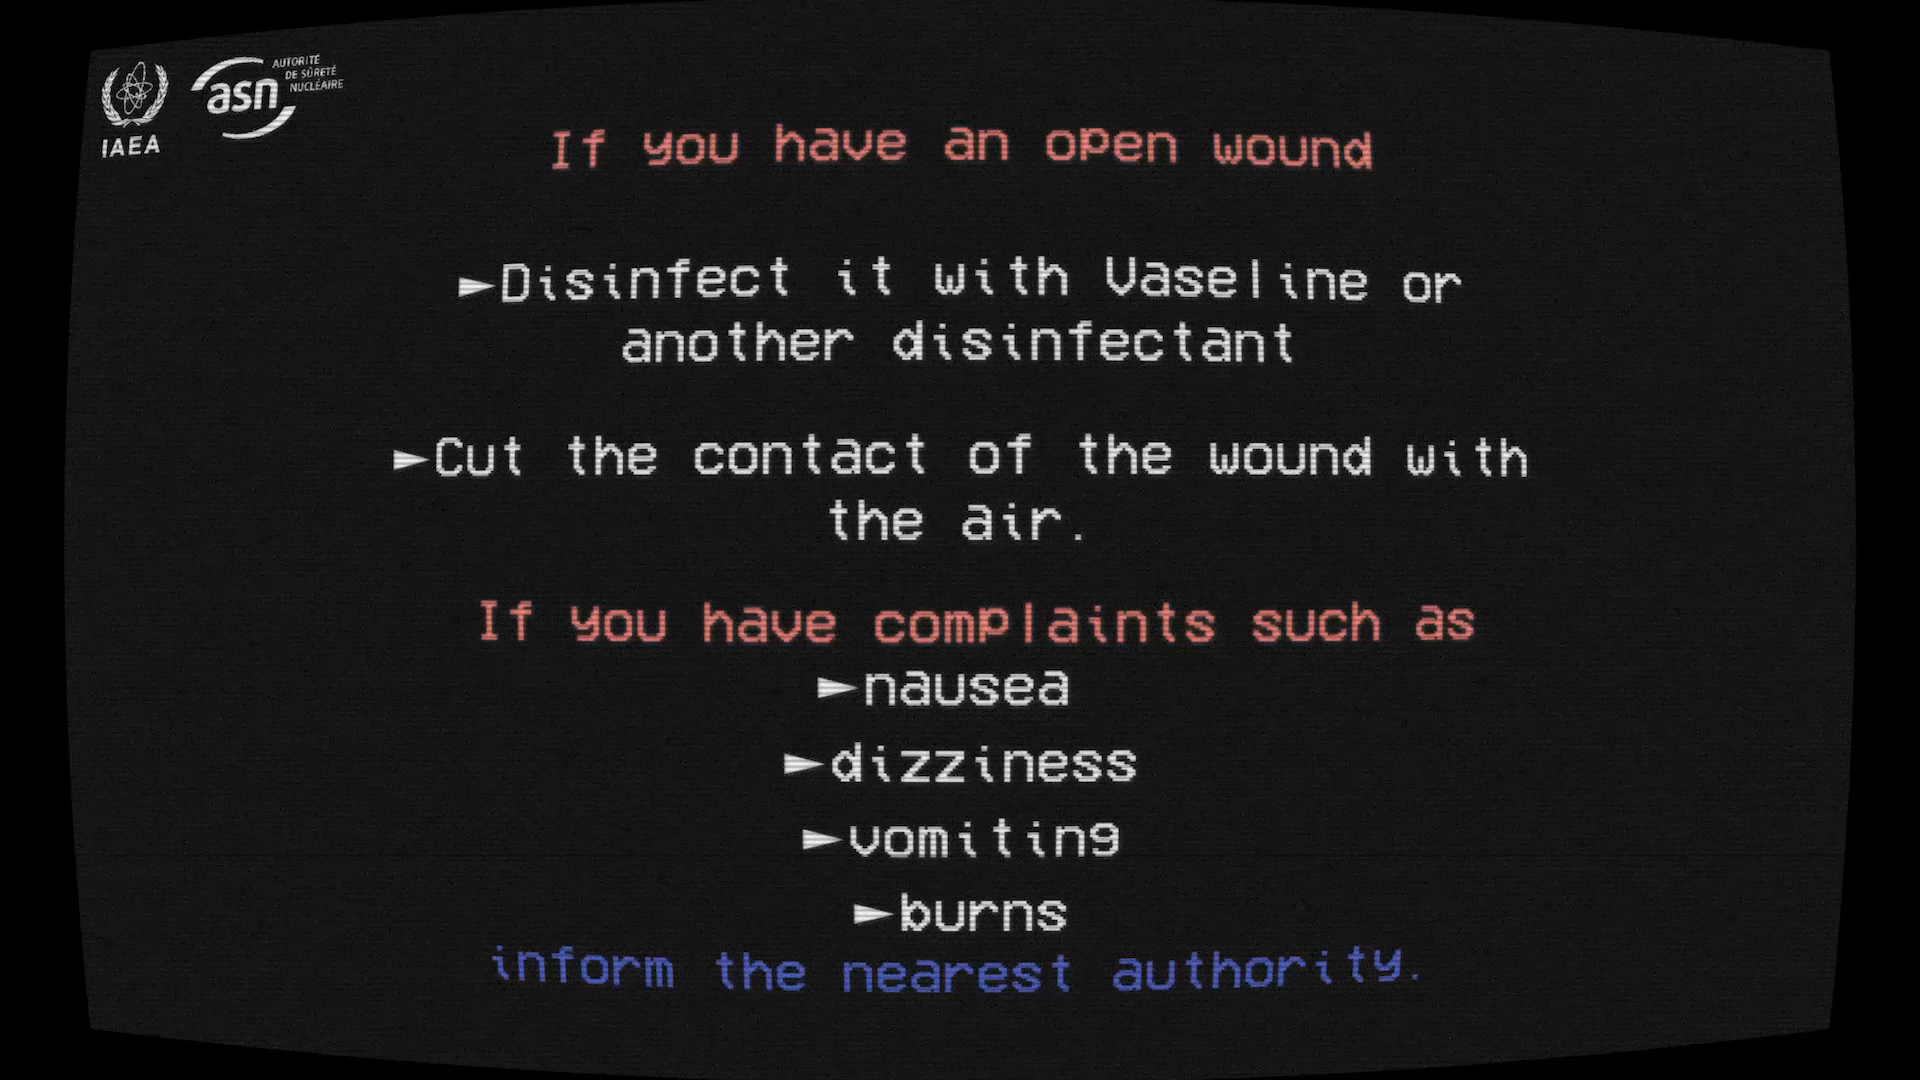 IAEA
asn
AUTORITÉ
DE SÛRETÉ
NUCLÉAIRE
If you have an open wound
►Disinfect it with Vaseline or
another disinfectant
►Cut the contact of the wound with
the air.
If you have complaints such as
►nausea
►dizziness
►vomiting
►burns
inform the nearest authority.